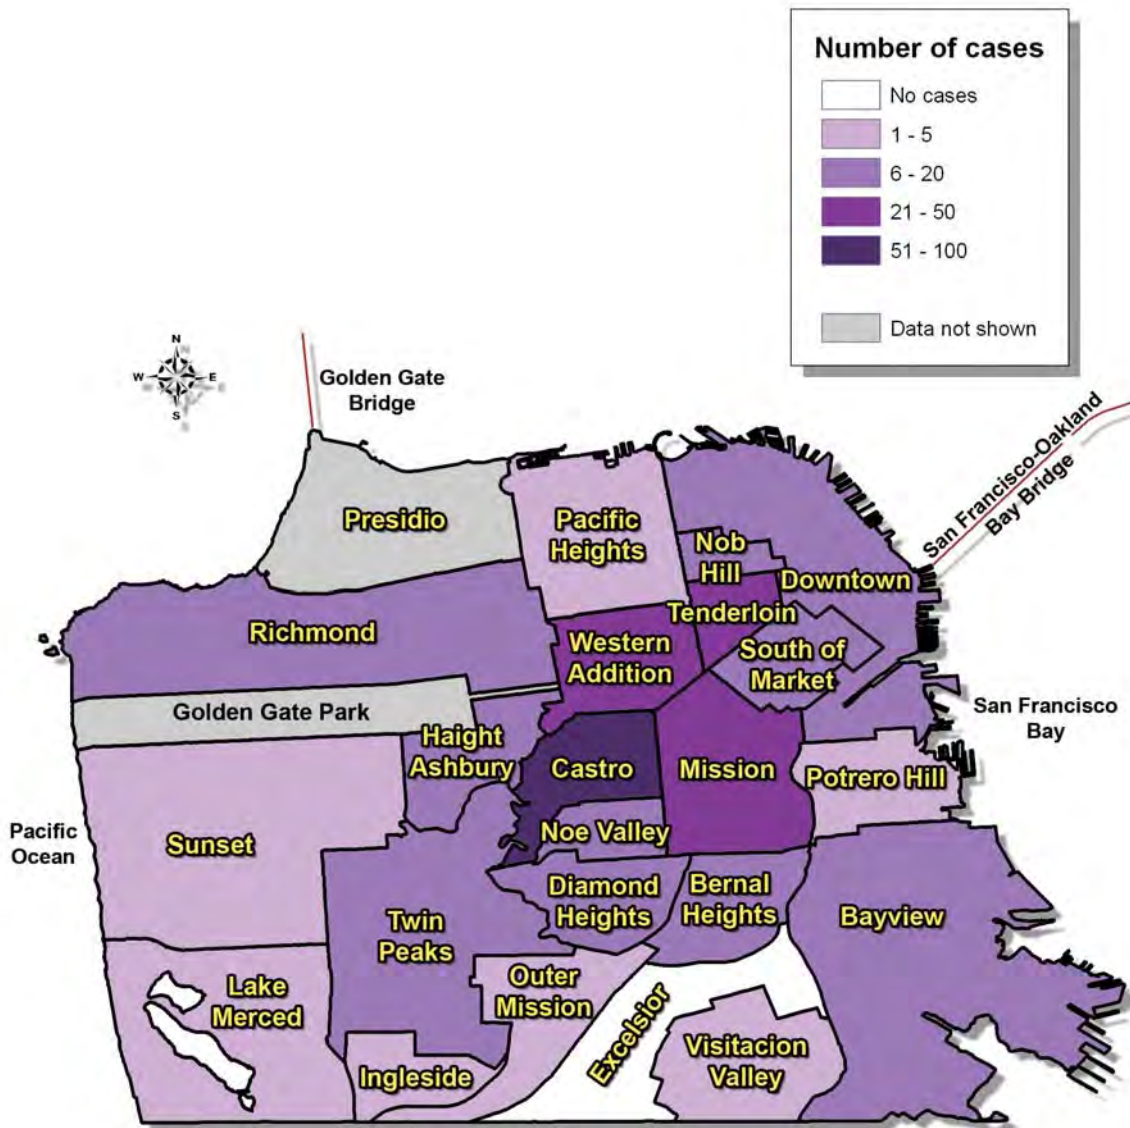 Number of cases
No cases
1 - 5
6 - 20
21 - 50
51 - 100
Data not shown
N
W
E
S
Golden Gate
Bridge
San Francisco-Oakland
Bay Bridge
Presidio
Pacific
Heights
Nob
Hill
Downtown
Tenderloin
Richmond
Western
Addition
South of
Market
Golden Gate Park
San Francisco
Bay
Haight
Ashbury
Castro
Mission
Potrero Hill
Pacific
Ocean
Sunset
Noe Valley
Diamond
Heights
Bernal
Heights
Bayview
Twin
Peaks
Lake
Merced
Outer
Mission
Excelsior
Visitacion
Valley
Ingleside